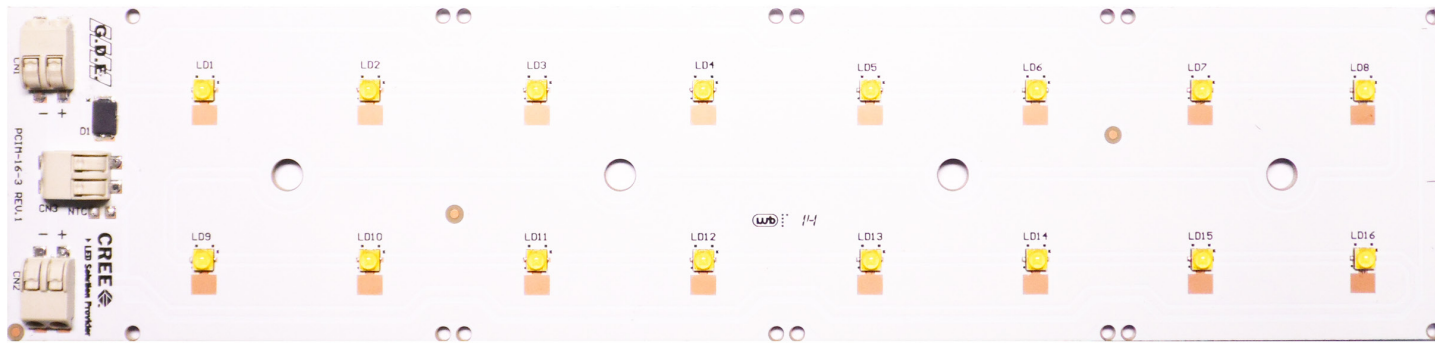 G.D.E.
CN1
- +
D1
PCIM-16-3 REV.1
CN3
NTC
- +
CN2
CREE
LED Solution Provider
LD1 LD2 LD3 LD4 LD5 LD6 LD7 LD8
wb 14
LD9 LD10 LD11 LD12 LD13 LD14 LD15 LD16